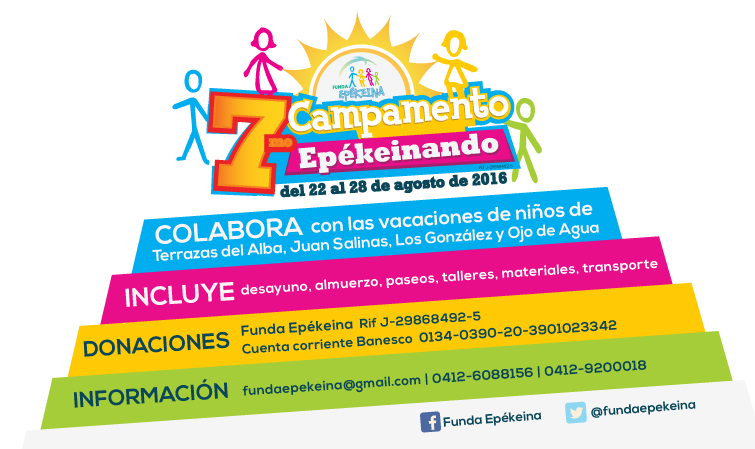 FUNDA
EPÉKEINA
7mo Campamento
Epékeinando
del 22 al 28 de agosto de 2016
COLABORA con las vacaciones de niños de
Terrazas del Alba, Juan Salinas, Los González y Ojo de Agua
INCLUYE desayuno, almuerzo, paseos, talleres, materiales, transporte
DONACIONES Funda Epékeina Rif J-29868492-5
Cuenta corriente Banesco 0134-0390-20-3901023342
INFORMACIÓN fundaepekeina@gmail.com | 0412-6088156 | 0412-9200018
Funda Epékeina @fundaepekeina